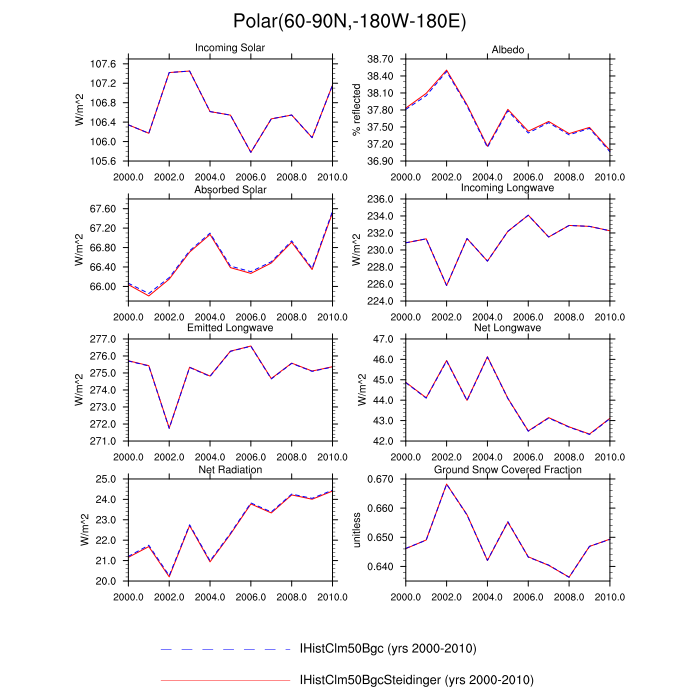 Polar(60-90N,-180W-180E)
Incoming Solar
W/m^2
107.6
107.2
106.8
106.4
106.0
105.6
2000.0 2002.0 2004.0 2006.0 2008.0 2010.0
Albedo
% reflected
38.70
38.40
38.10
37.80
37.50
37.20
36.90
2000.0 2002.0 2004.0 2006.0 2008.0 2010.0
Absorbed Solar
W/m^2
67.60
67.20
66.80
66.40
66.00
2000.0 2002.0 2004.0 2006.0 2008.0 2010.0
Incoming Longwave
W/m^2
236.0
234.0
232.0
230.0
228.0
226.0
224.0
2000.0 2002.0 2004.0 2006.0 2008.0 2010.0
Emitted Longwave
W/m^2
277.0
276.0
275.0
274.0
273.0
272.0
271.0
2000.0 2002.0 2004.0 2006.0 2008.0 2010.0
Net Longwave
W/m^2
47.0
46.0
45.0
44.0
43.0
42.0
2000.0 2002.0 2004.0 2006.0 2008.0 2010.0
Net Radiation
W/m^2
25.0
24.0
23.0
22.0
21.0
20.0
2000.0 2002.0 2004.0 2006.0 2008.0 2010.0
Ground Snow Covered Fraction
unitless
0.670
0.660
0.650
0.640
2000.0 2002.0 2004.0 2006.0 2008.0 2010.0
IHistClm50Bgc (yrs 2000-2010)
IHistClm50BgcSteidinger (yrs 2000-2010)